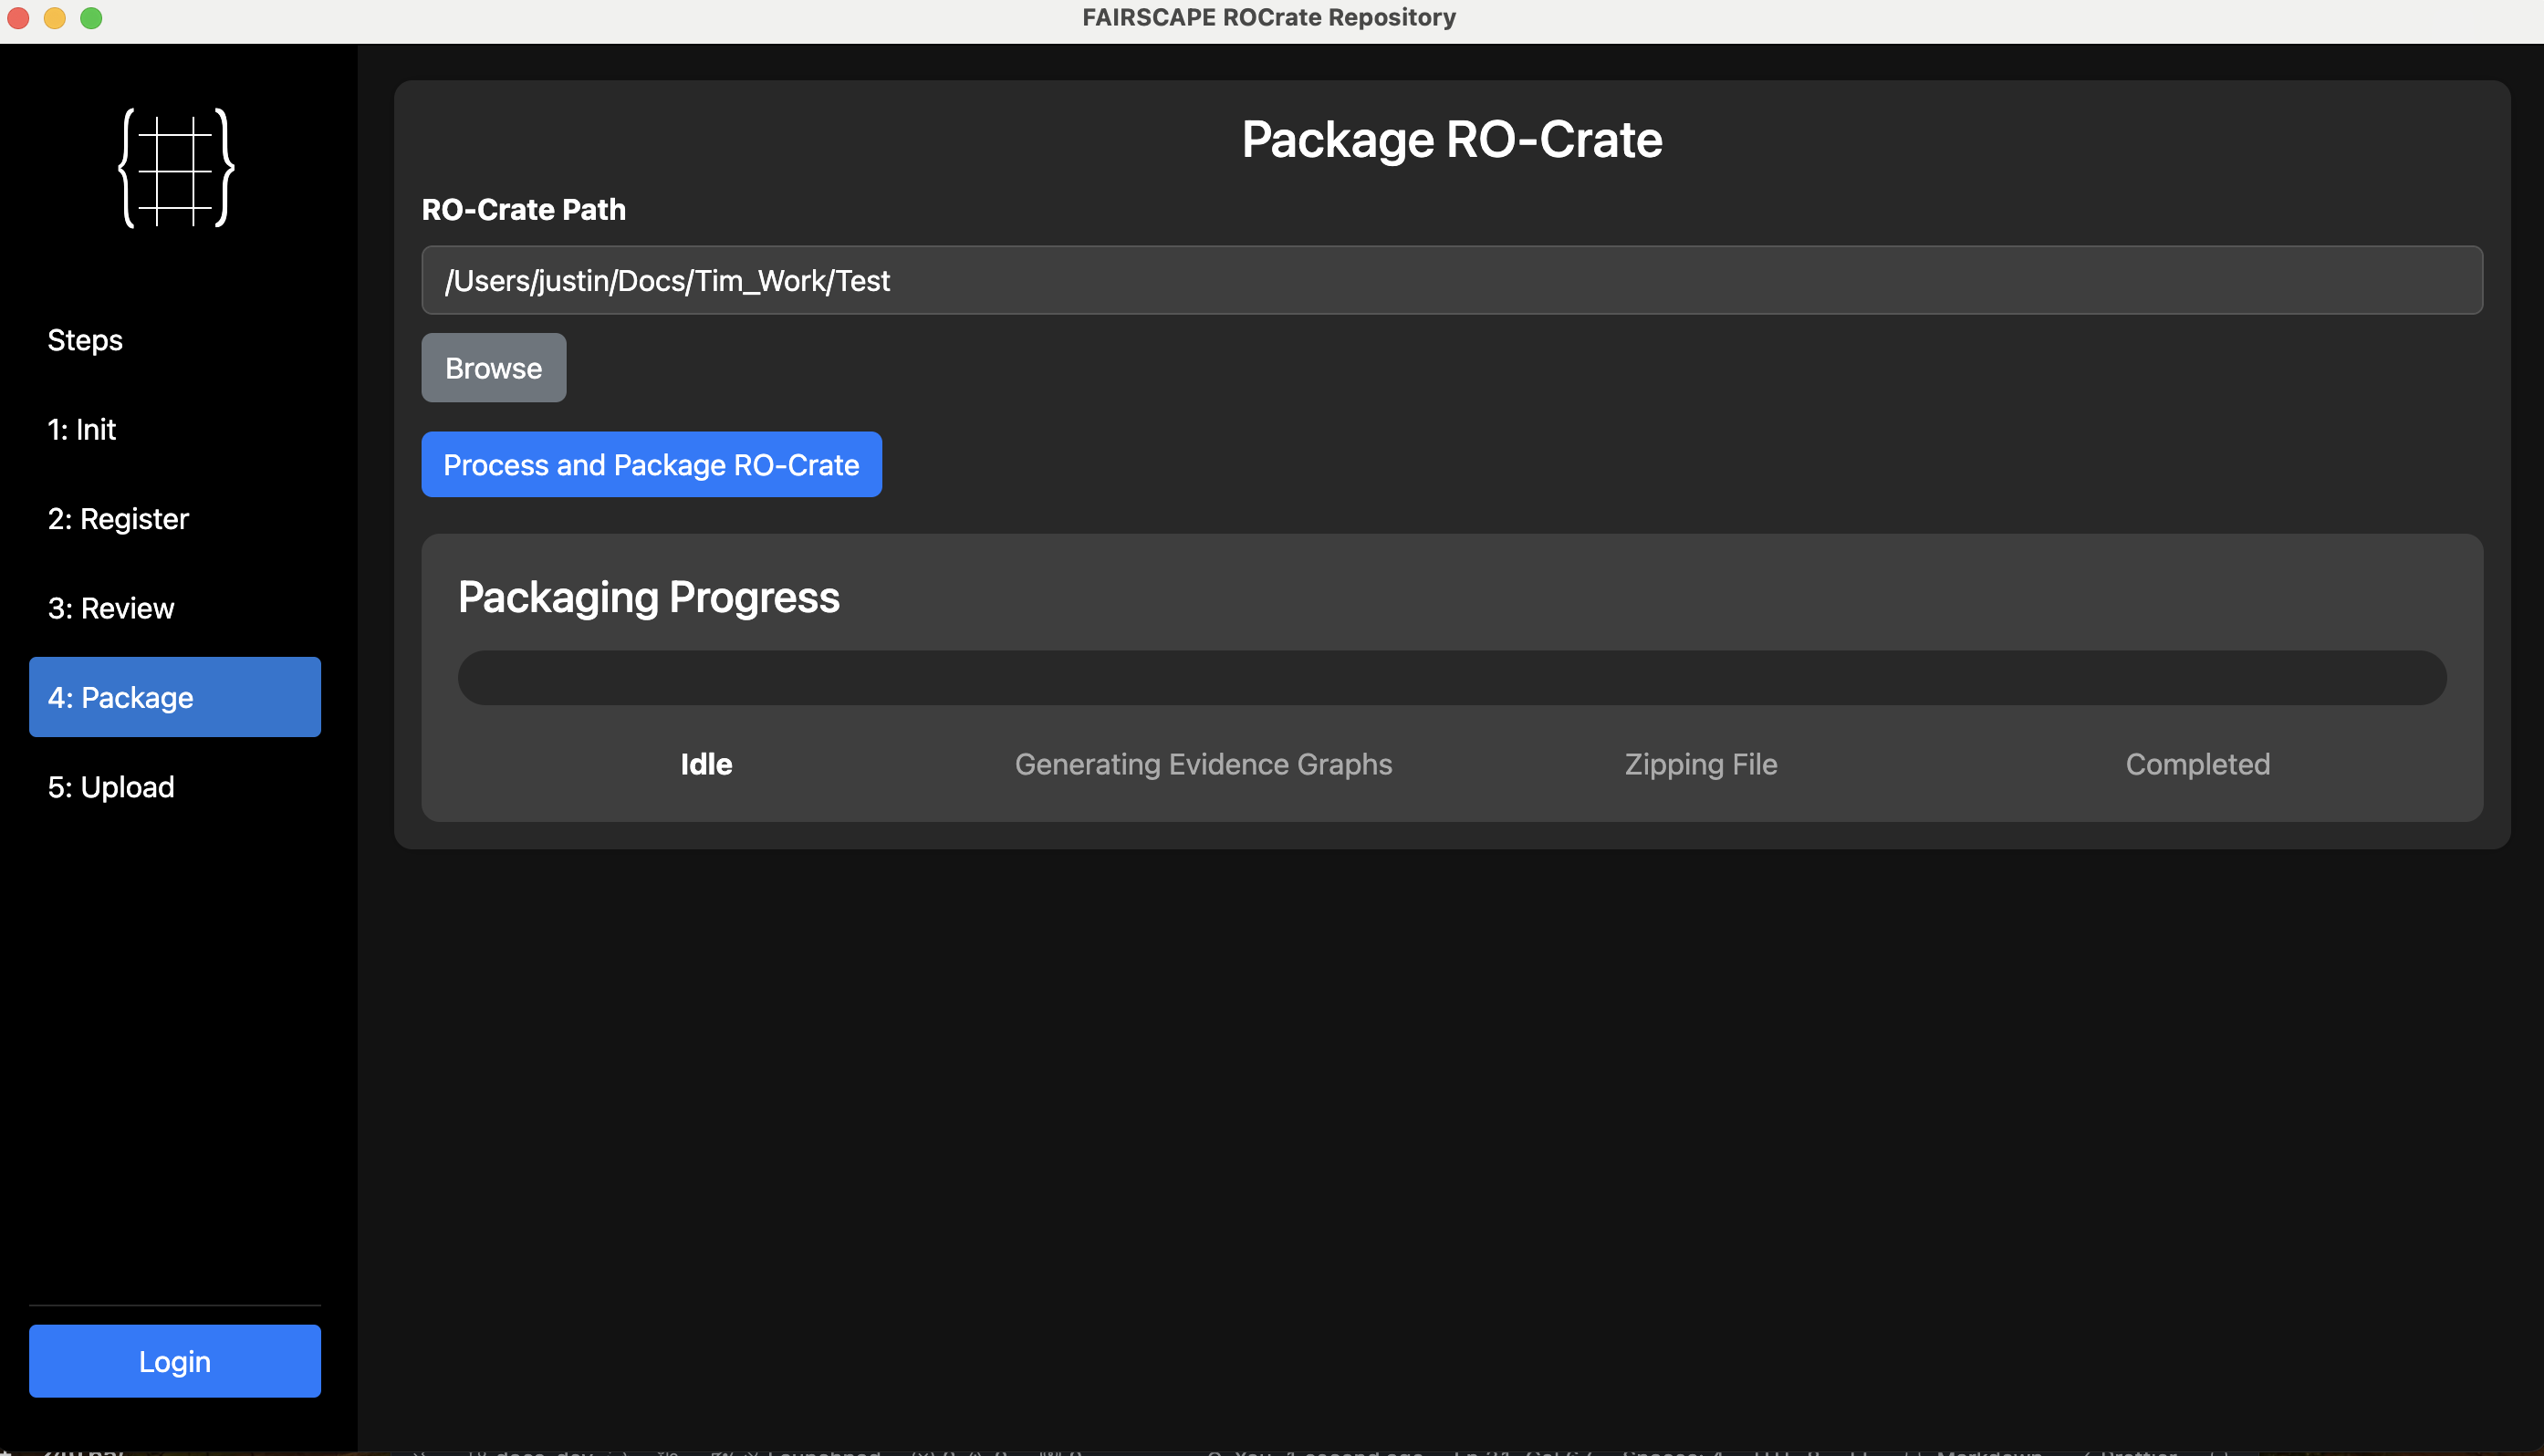 FAIRSCAPE ROCrate Repository
Steps
1: Init
2: Register
3: Review
4: Package
5: Upload
Login
Package RO-Crate
RO-Crate Path
/Users/justin/Docs/Tim_Work/Test
Browse
Process and Package RO-Crate
Packaging Progress
Idle
Generating Evidence Graphs
Zipping File
Completed